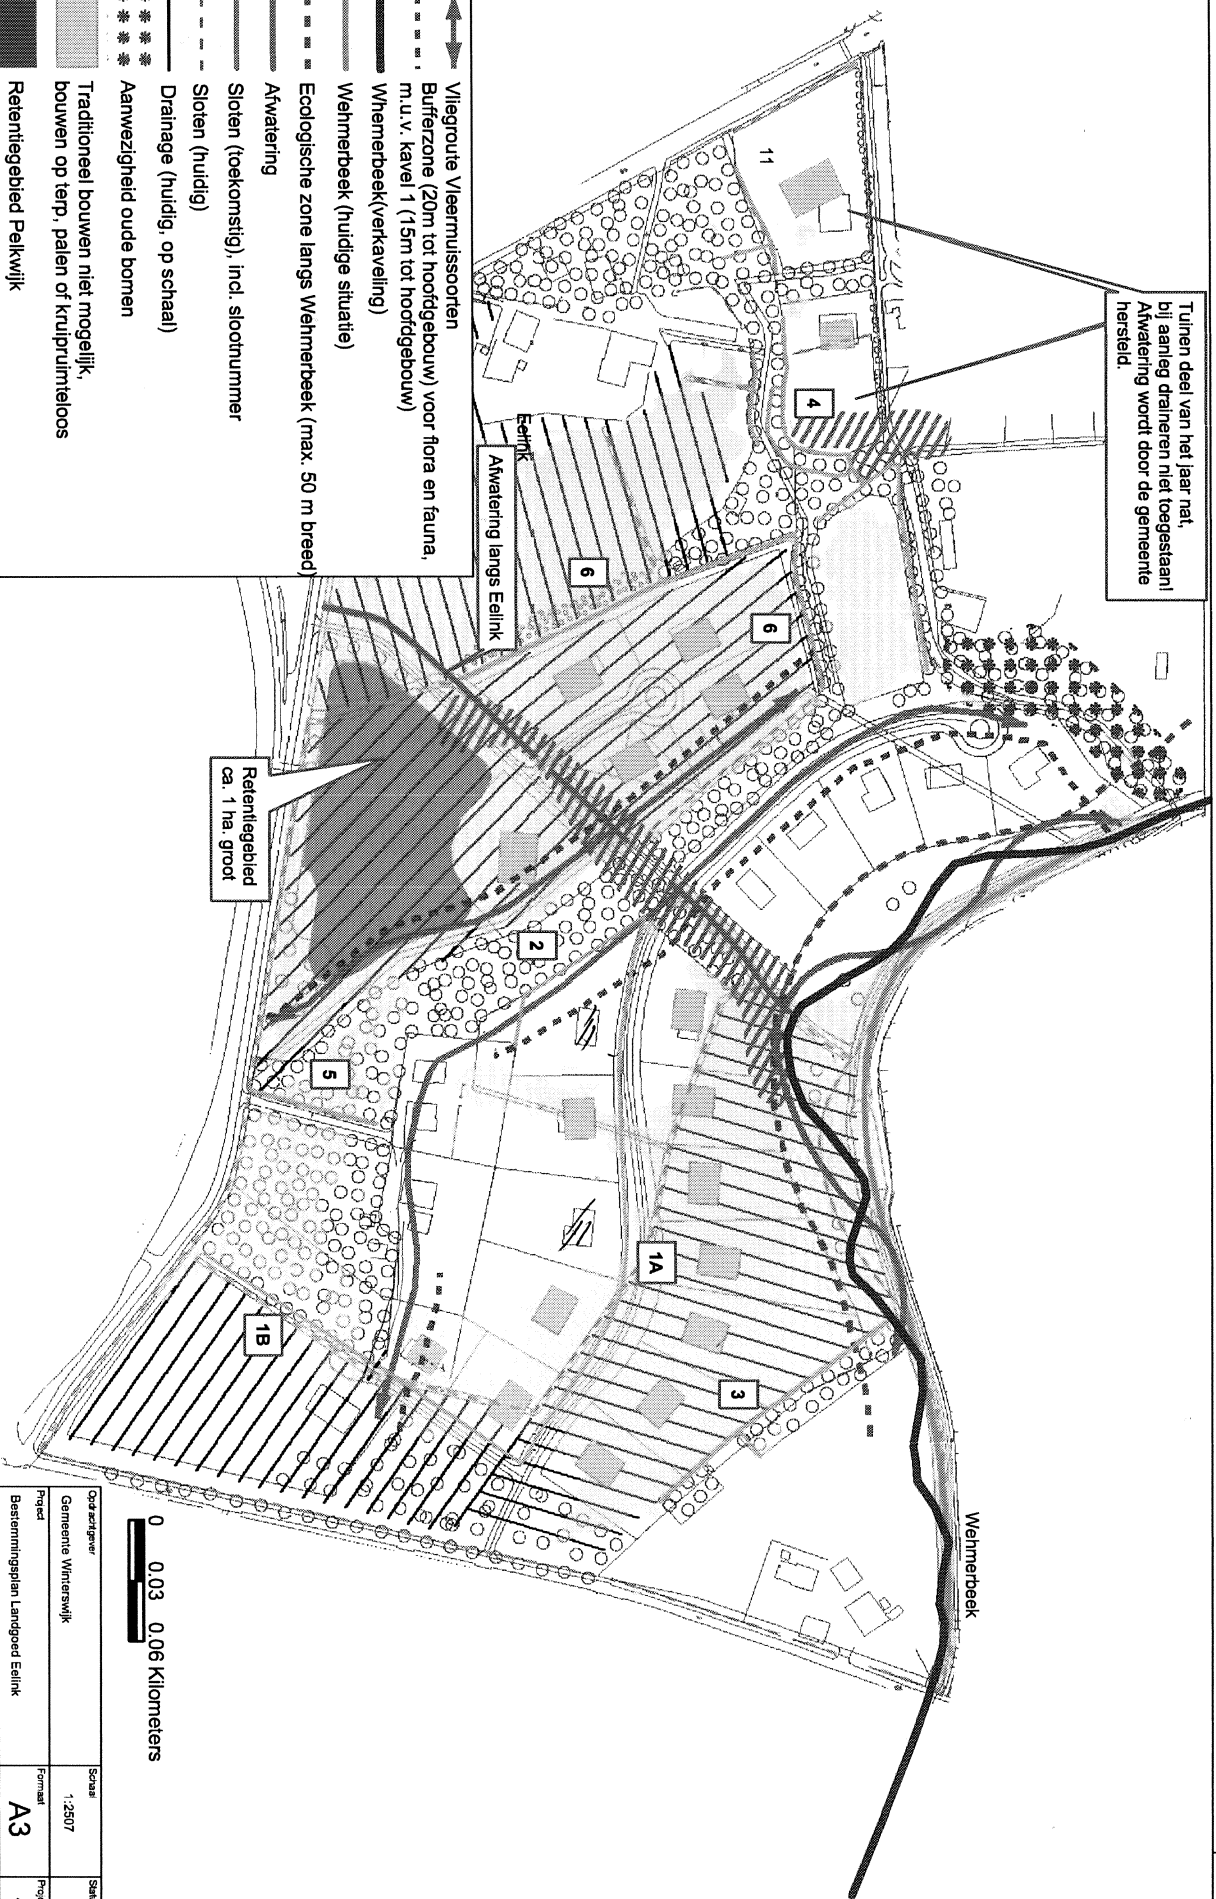 Tuinen deel van het jaar nat,
bij aanleg draineren niet toegestaan!
Afwatering wordt door de gemeente
hersteld.
11
4
Eelink
Afwatering langs Eelink
6
6
Retentiegebied
ca. 1 ha. groot
2
5
1A
1B
3
Wehmerbeek
Vliegroute Vleermuissoorten
Bufferzone (20m tot hoofdgebouw) voor flora en fauna,
m.u.v. kavel 1 (15m tot hoofdgebouw)
Whemerbeek(verkaveling)
Wehmerbeek (huidige situatie)
Ecologische zone langs Wehmerbeek (max. 50 m breed)
Afwatering
Sloten (toekomstig), incl. slootnummer
Sloten (huidig)
Drainage (huidig, op schaal)
Aanwezigheid oude bomen
Traditioneel bouwen niet mogelijk,
bouwen op terp, palen of kruipruimteloos
Retentiegebied Pelkwijk
0 0.03 0.06 Kilometers
Opdrachtgever
Gemeente Winterswijk
Project
Bestemmingsplan Landgoed Eelink
Schaal
1:2507
Formaat
A3